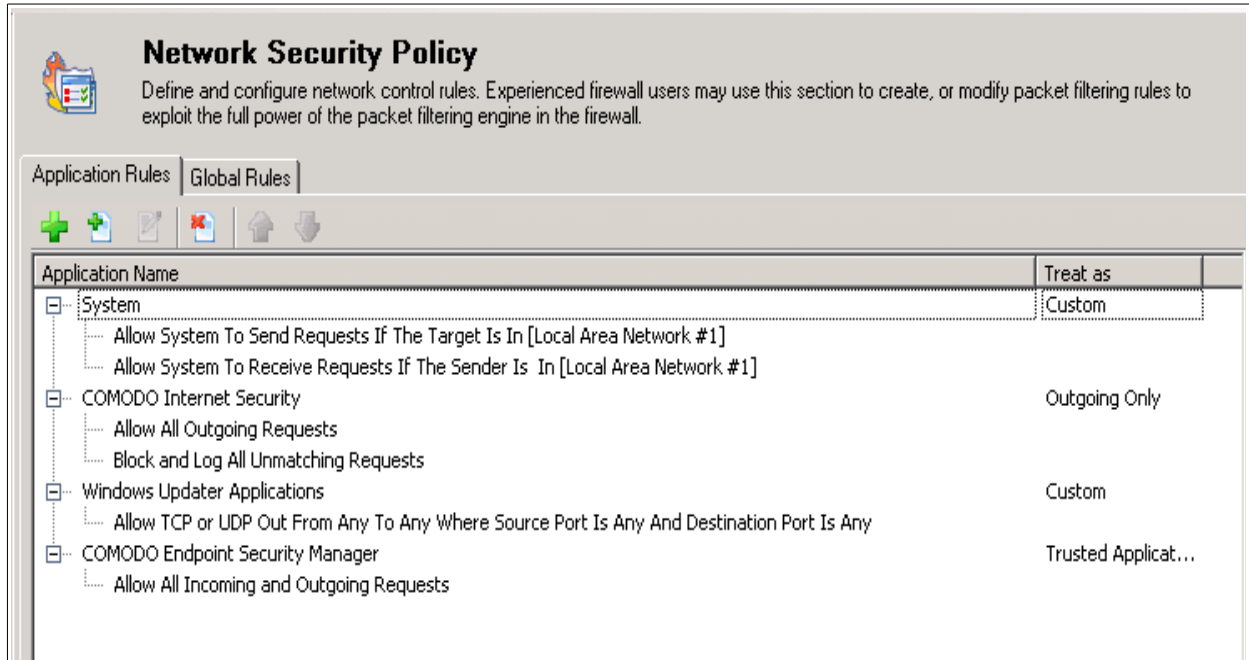 Network Security Policy
Define and configure network control rules. Experienced firewall users may use this section to create, or modify packet filtering rules to
exploit the full power of the packet filtering engine in the firewall.
Application Rules Global Rules
Application Name Treat as
System Custom
Allow System To Send Requests If The Target Is In [Local Area Network #1]
Allow System To Receive Requests If The Sender Is In [Local Area Network #1]
COMODO Internet Security Outgoing Only
Allow All Outgoing Requests
Block and Log All Unmatching Requests
Windows Updater Applications Custom
Allow TCP or UDP Out From Any To Any Where Source Port Is Any And Destination Port Is Any
COMODO Endpoint Security Manager Trusted Applicat...
Allow All Incoming and Outgoing Requests